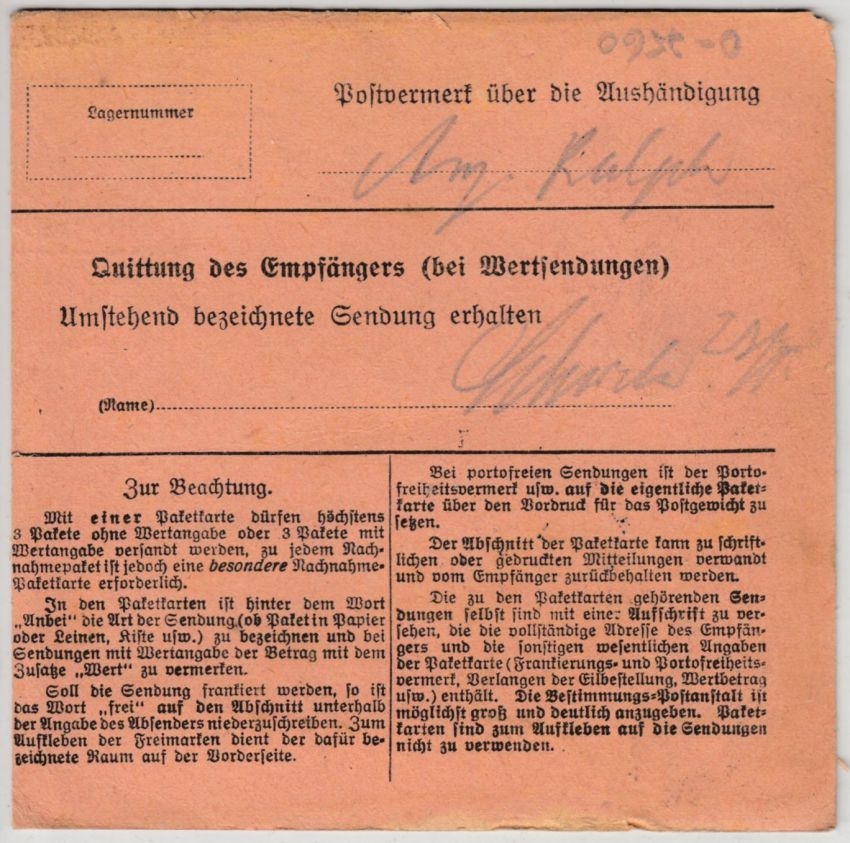 Lagernummer
Postvermerk über die Aushändigung
Quittung des Empfängers (bei Wertsendungen)
Umstehend bezeichnete Sendung erhalten
(Name)
Zur Beachtung.
Mit einer Paketkarte dürfen höchstens
3 Pakete ohne Wertangabe oder 3 Pakete mit
Wertangabe versandt werden, zu jedem Nach-
nahmepaket ist jedoch eine besondere Nachnahme-
Paketkarte erforderlich.
In den Paketkarten ist hinter dem Wort
„Anbei" die Art der Sendung (ob Paket in Papier
oder Leinen, Kiste usw.) zu bezeichnen und bei
Sendungen mit Wertangabe der Betrag mit dem
Zusatze „Wert" zu vermerken.
Soll die Sendung frankiert werden, so ist
das Wort „frei" auf den Abschnitt unterhalb
der Angabe des Absenders niederzuschreiben. Zum
Aufkleben der Freimarken dient der dafür be-
zeichnete Raum auf der Vorderseite.
Bei portofreien Sendungen ist der Porto-
freiheitsvermerk usw. auf die eigentliche Paket-
karte über den Vordruck für das Postgewicht zu
setzen.
Der Abschnitt der Paketkarte kann zu schrift-
lichen oder gedruckten Mitteilungen verwandt
und vom Empfänger zurückbehalten werden.
Die zu den Paketkarten gehörenden Sen-
dungen selbst sind mit einer Aufschrift zu ver-
sehen, die die vollständige Adresse des Empfän-
gers und die sonstigen wesentlichen Angaben
der Paketkarte (Frankierungs- und Portofreiheits-
vermerk, Verlangen der Eilbestellung, Wertbetrag
usw.) enthält. Die Bestimmungs-Postanstalt ist
möglichst groß und deutlich anzugeben. Paket-
karten sind zum Aufkleben auf die Sendungen
nicht zu verwenden.